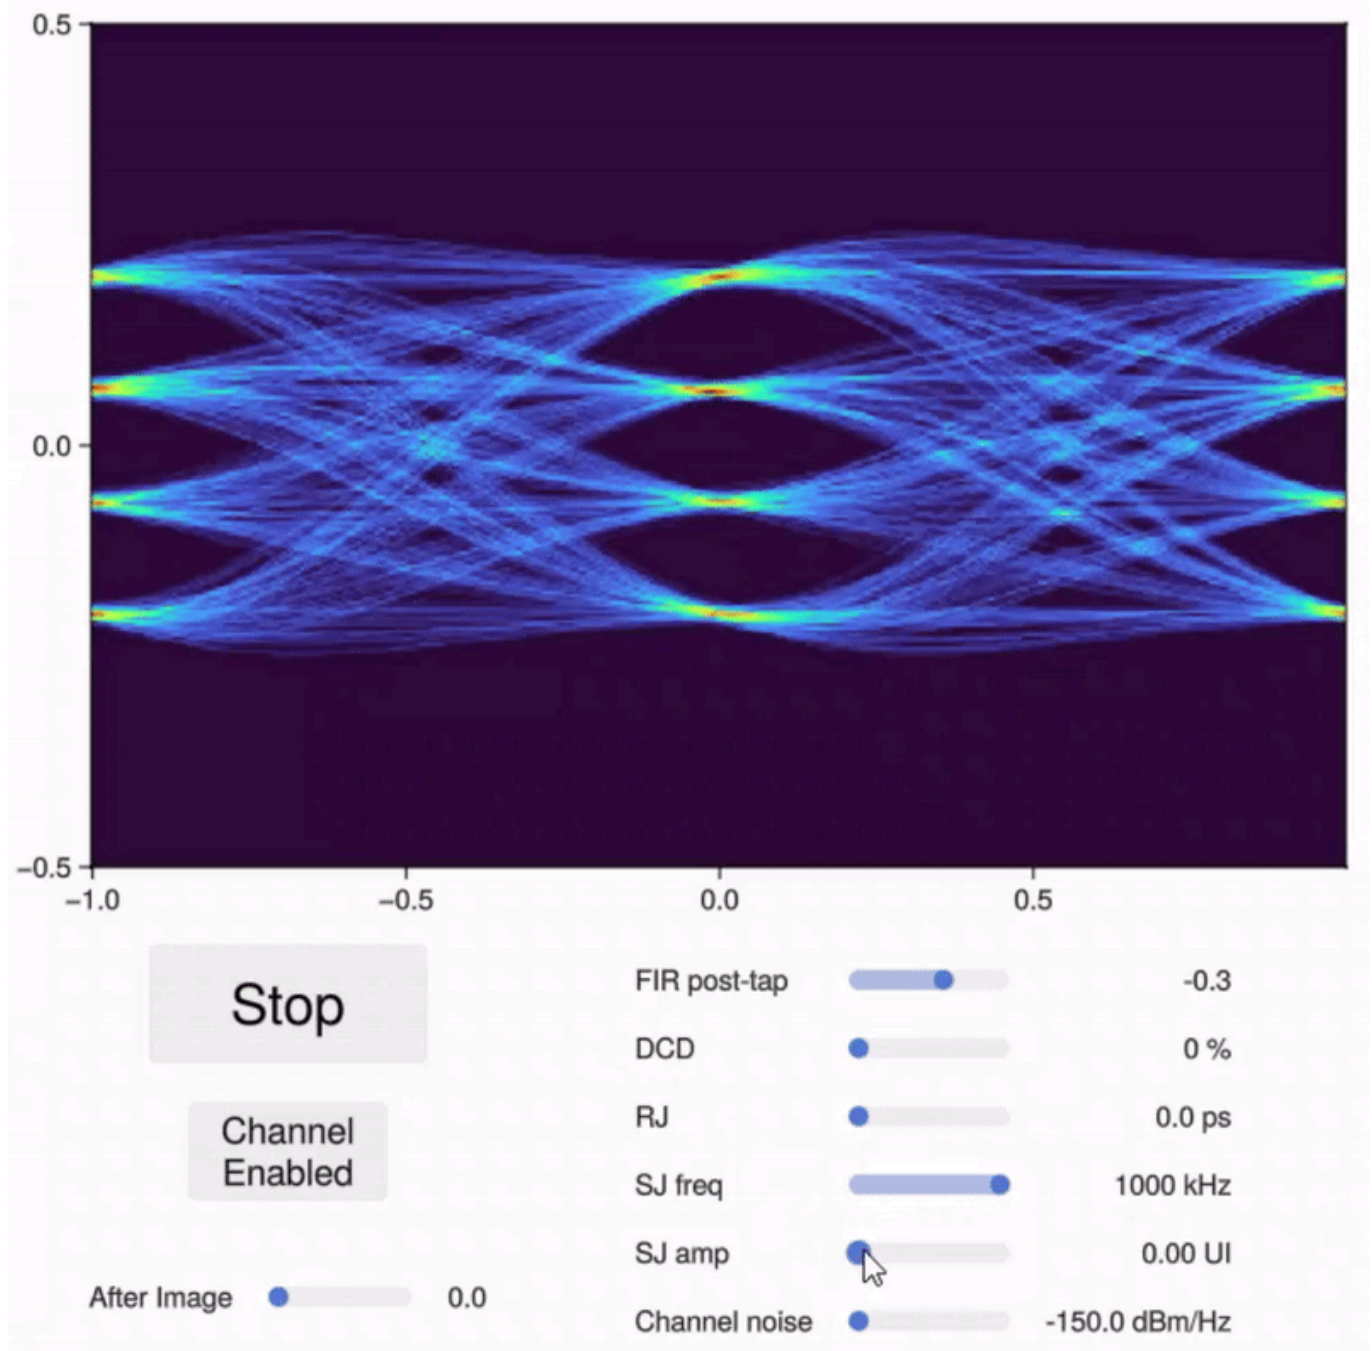 0.5
0.0
−0.5
−1.0 −0.5 0.0 0.5
Stop
Channel
Enabled
After Image 0.0
FIR post-tap -0.3
DCD 0 %
RJ 0.0 ps
SJ freq 1000 kHz
SJ amp 0.00 UI
Channel noise -150.0 dBm/Hz